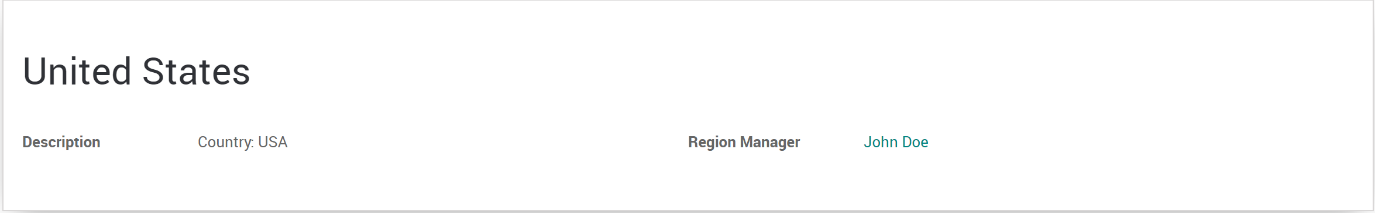 United States
Description Country: USA Region Manager John Doe